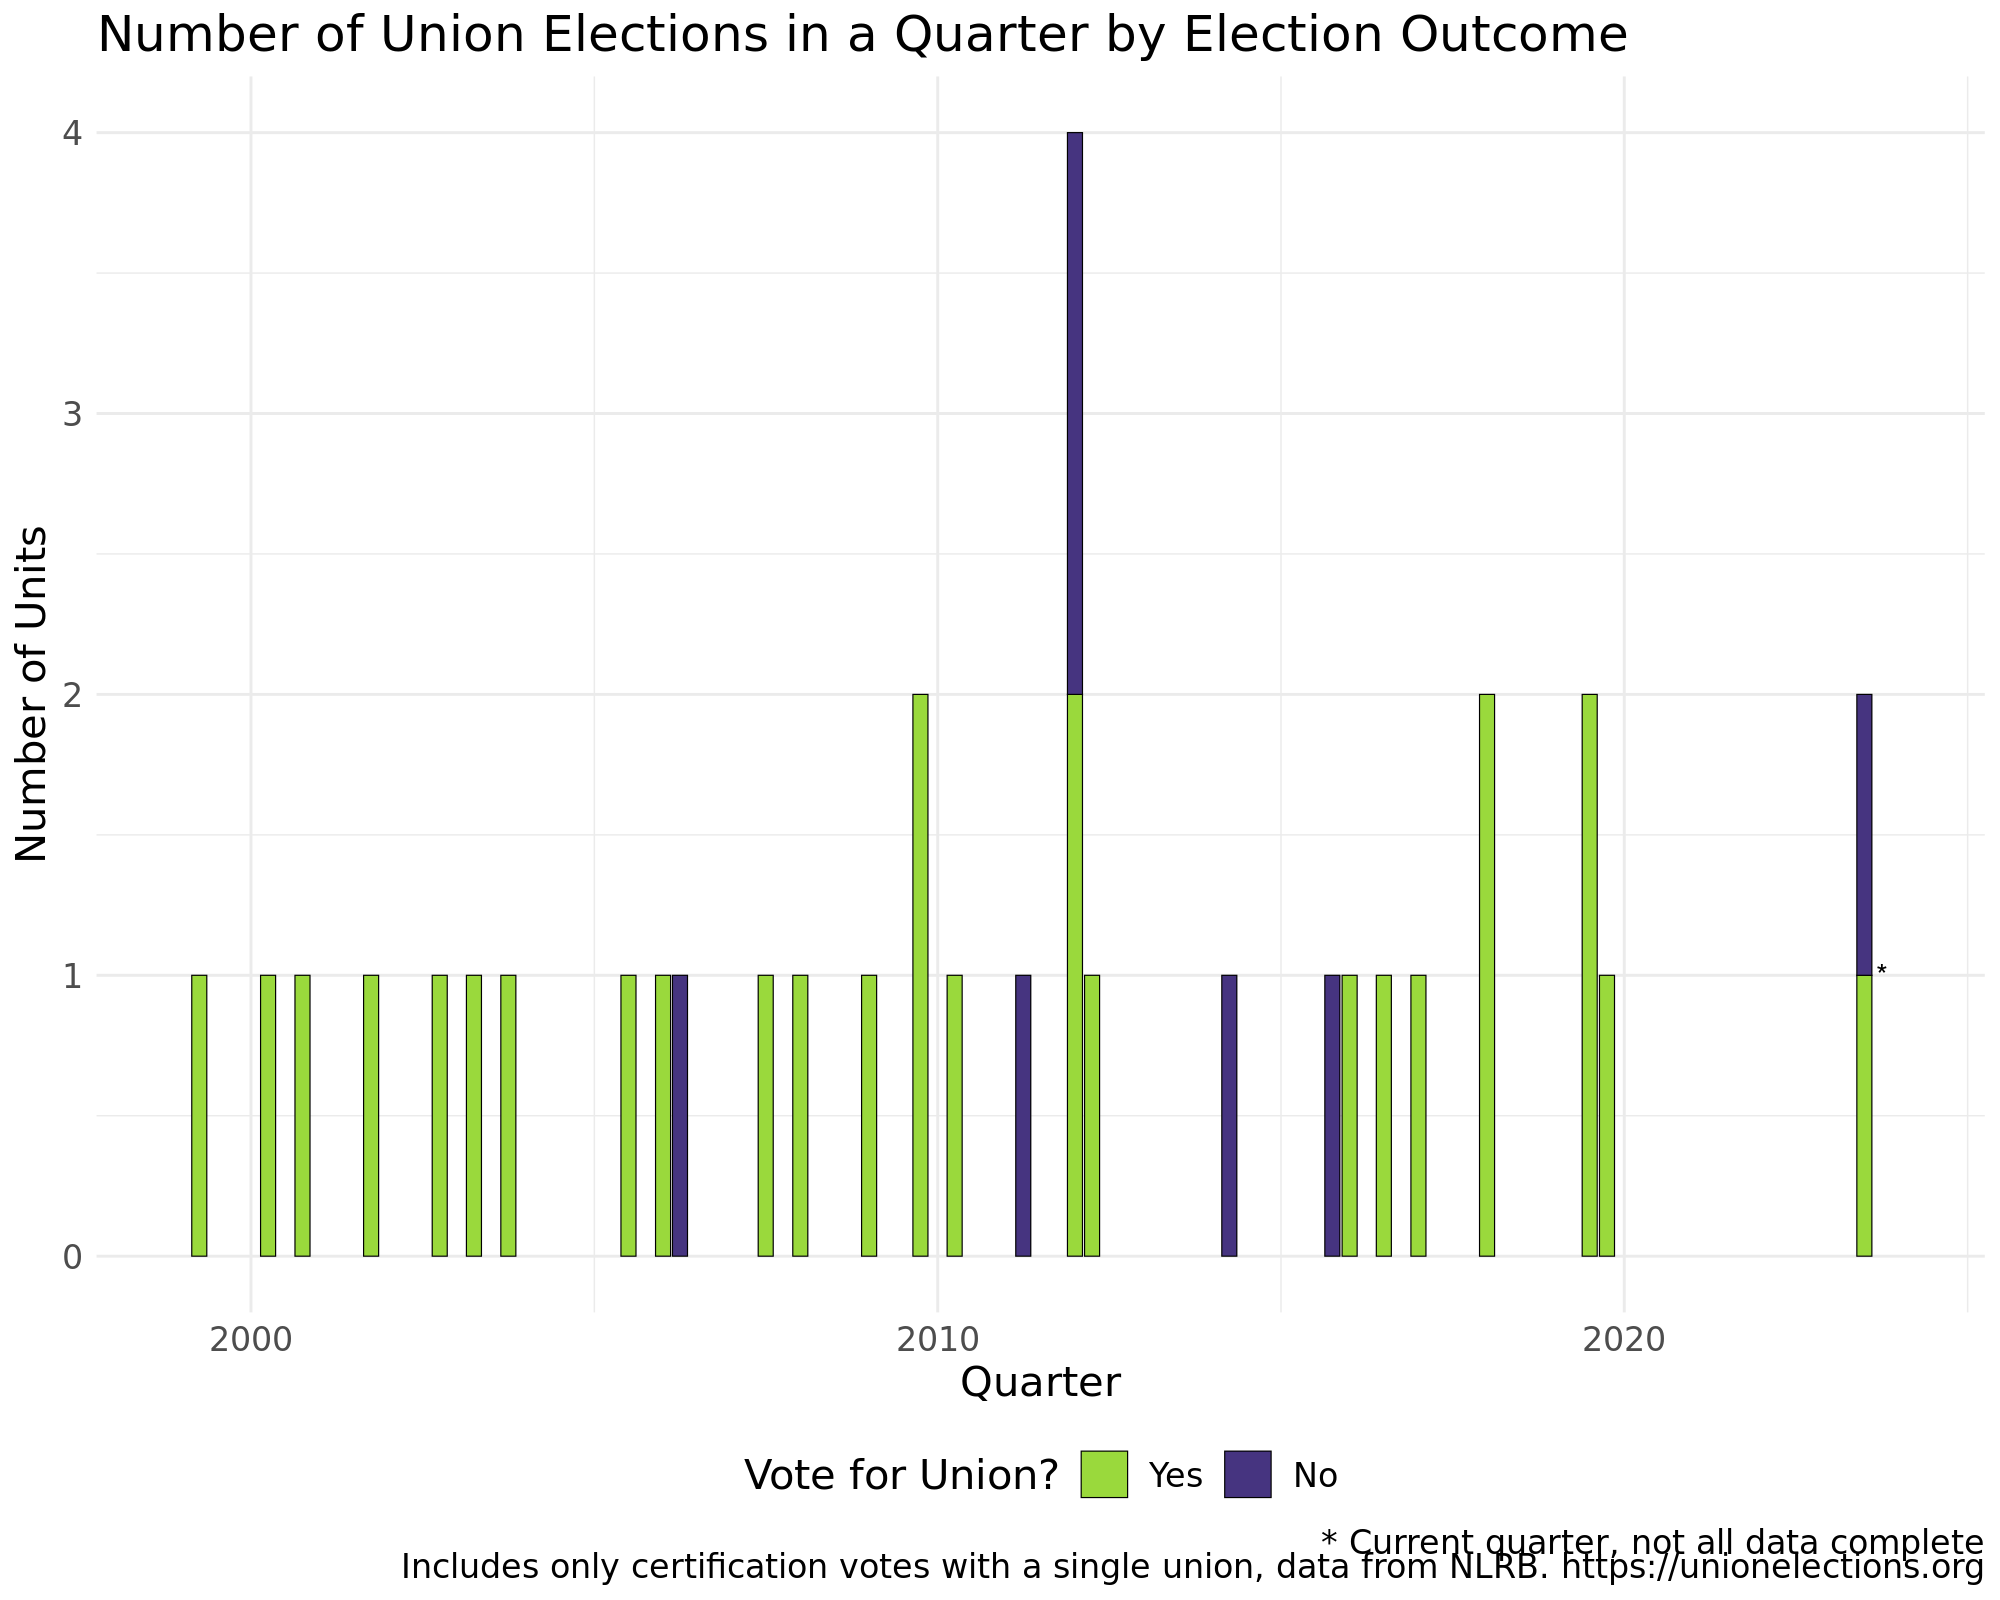 Number of Union Elections in a Quarter by Election Outcome
4
3
2
1
0
Number of Units
*
2000 2010 2020
Quarter
Vote for Union? Yes No
* Current quarter, not all data complete
Includes only certification votes with a single union, data from NLRB. https://unionelections.org